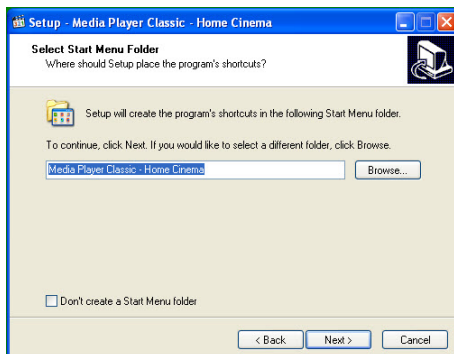 Setup - Media Player Classic - Home Cinema
Select Start Menu Folder
Where should Setup place the program's shortcuts?
Setup will create the program's shortcuts in the following Start Menu folder.
To continue, click Next. If you would like to select a different folder, click Browse.
Media Player Classic - Home Cinema
Browse...
Don't create a Start Menu folder
< Back
Next >
Cancel